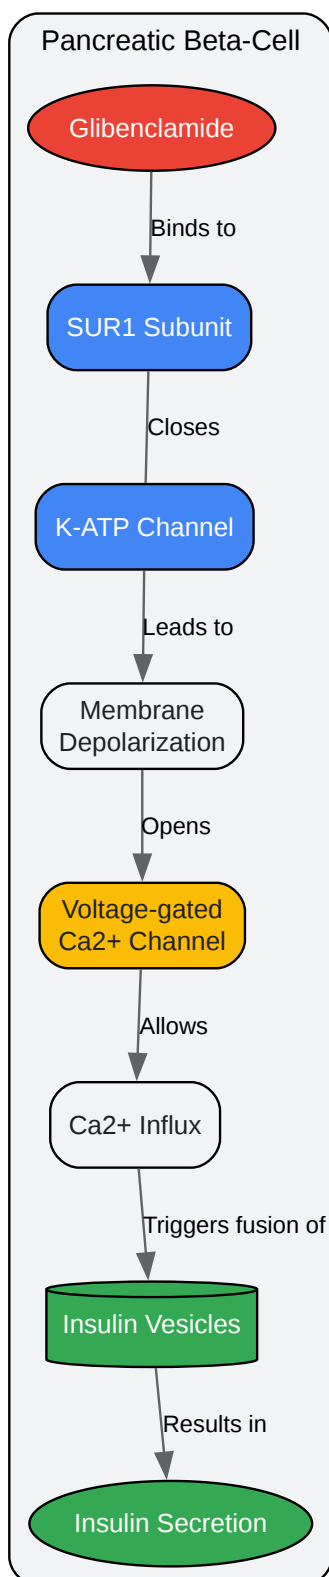 Pancreatic Beta-Cell
Glibenclamide
Binds to
SUR1 Subunit
Closes
K-ATP Channel
Leads to
Membrane
Depolarization
Opens
Voltage-gated
Ca2+ Channel
Allows
Ca2+ Influx
Triggers fusion of
Insulin Vesicles
Results in
Insulin Secretion